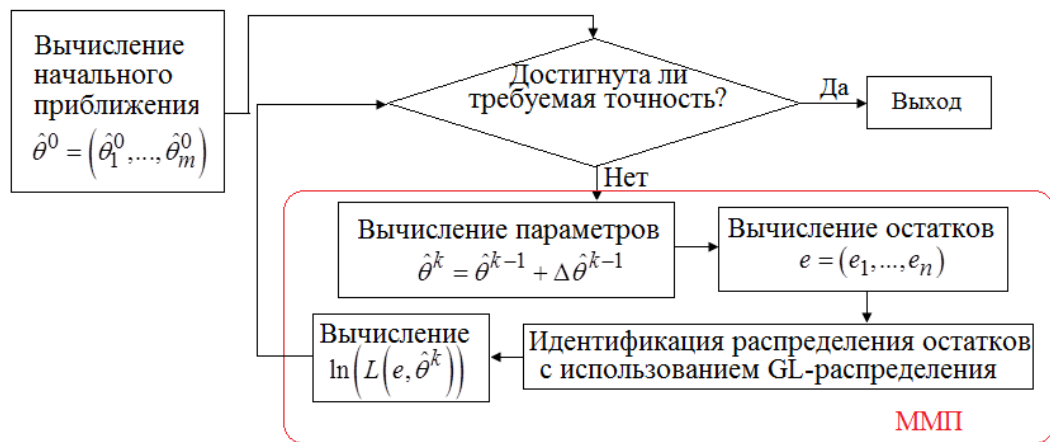 Вычисление
начального
приближения
θ̂⁰ = (θ̂₁⁰,...,θ̂ₘ⁰)
Достигнута ли
требуемая точность?
Да
Выход
Нет
Вычисление параметров
θ̂ᵏ = θ̂ᵏ⁻¹ + Δθ̂ᵏ⁻¹
Вычисление остатков
e = (e₁,...,eₙ)
Идентификация распределения остатков
с использованием GL-распределения
Вычисление
ln(L(e,θ̂ᵏ))
ММП